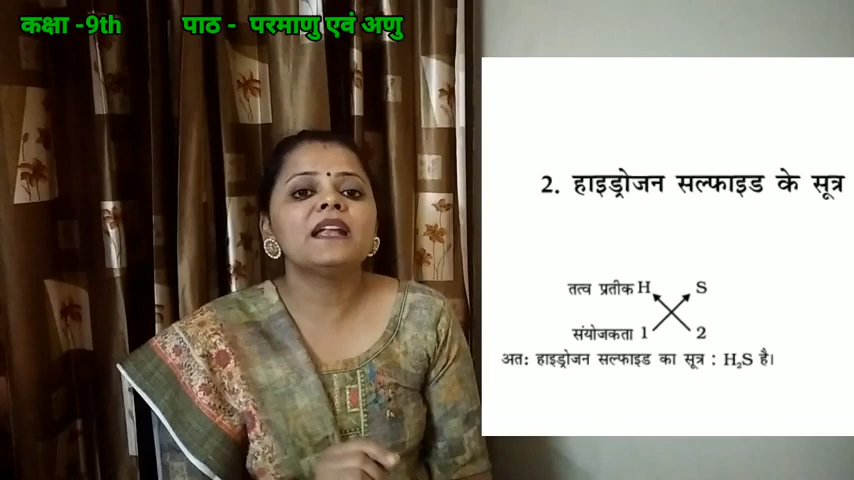 कक्षा -9th पाठ - परमाणु एवं अणु
2. हाइड्रोजन सल्फाइड के सूत्र
तत्व प्रतीक H S
संयोजकता 1 2
अत: हाइड्रोजन सल्फाइड का सूत्र : H₂S है।